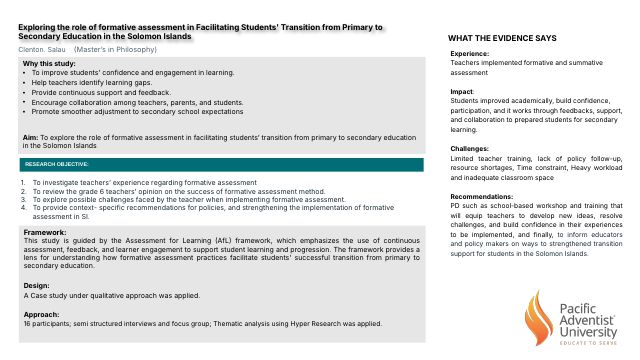 Exploring the role of formative assessment in Facilitating Students' Transition from Primary to
Secondary Education in the Solomon Islands
Clenton. Salau (Master's in Philosophy)
Why this study:
• To improve students' confidence and engagement in learning.
• Help teachers identify learning gaps.
• Provide continuous support and feedback.
• Encourage collaboration among teachers, parents, and students.
• Promote smoother adjustment to secondary school expectations
Aim: To explore the role of formative assessment in facilitating students' transition from primary to secondary education
in the Solomon Islands
RESEARCH OBJECTIVE:
1. To investigate teachers' experience regarding formative assessment
2. To review the grade 6 teachers' opinion on the success of formative assessment method.
3. To explore possible challenges faced by the teacher when implementing formative assessment.
4. To provide context- specific recommendations for policies, and strengthening the implementation of formative
assessment in SI.
Framework:
This study is guided by the Assessment for Learning (AfL) framework, which emphasizes the use of continuous
assessment, feedback, and learner engagement to support student learning and progression. The framework provides a
lens for understanding how formative assessment practices facilitate students' successful transition from primary to
secondary education.
Design:
A Case study under qualitative approach was applied.
Approach:
16 participants; semi structured interviews and focus group; Thematic analysis using Hyper Research was applied.
WHAT THE EVIDENCE SAYS
Experience:
Teachers implemented formative and summative
assessment
Impact:
Students improved academically, build confidence,
participation, and it works through feedbacks, support,
and collaboration to prepared students for secondary
learning.
Challenges:
Limited teacher training, lack of policy follow-up,
resource shortages, Time constraint, Heavy workload
and inadequate classroom space
Recommendations:
PD such as school-based workshop and training that
will equip teachers to develop new ideas, resolve
challenges, and build confidence in their experiences
to be implemented, and finally, to inform educators
and policy makers on ways to strengthened transition
support for students in the Solomon Islands.
Pacific
Adventist
University
EDUCATE TO SERVE